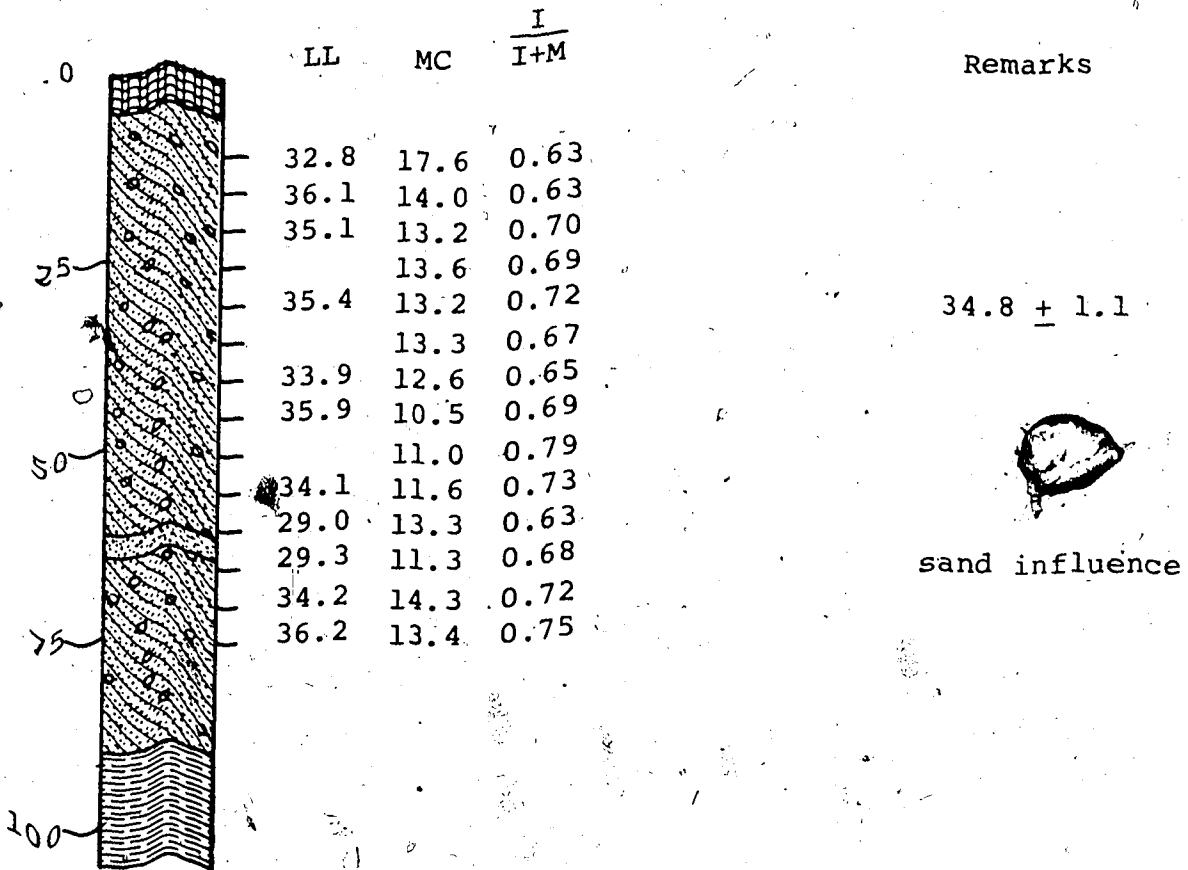 I
LL MC I+M Remarks
0
32.8 17.6 0.63
36.1 14.0 0.63
35.1 13.2 0.70
25 13.6 0.69
35.4 13.2 0.72 34.8 ± 1.1
13.3 0.67
33.9 12.6 0.65
35.9 10.5 0.69
50 11.0 0.79
34.1 11.6 0.73
29.0 13.3 0.63
29.3 11.3 0.68 sand influence
34.2 14.3 0.72
75 36.2 13.4 0.75
100